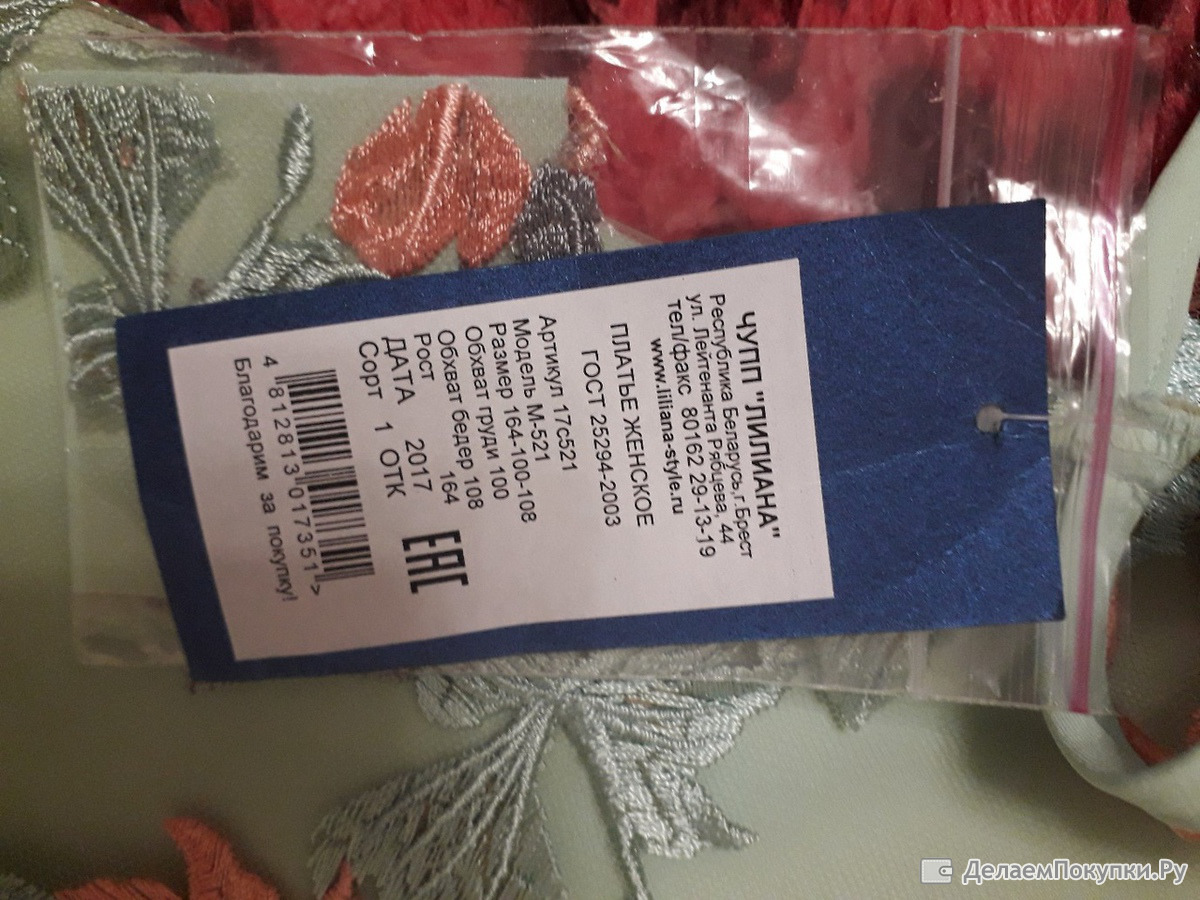 ЧУПП "ЛИЛИАНА"
Республика Беларусь,г.Брест
ул. Лейтенанта Рябцева, 44
тел/факс 80162 29-13-19
www.liliana-style.ru
ПЛАТЬЕ ЖЕНСКОЕ
ГОСТ 25294-2003
Артикул 17с521
Модель М-521
Размер 164-100-108
Обхват груди 100
Обхват бедер 108
Рост 164
ДАТА 2017
Сорт 1 ОТК
ЕАС
4 812813 017351 >
Благодарим за покупку!
ДелаемПокупки.Ру